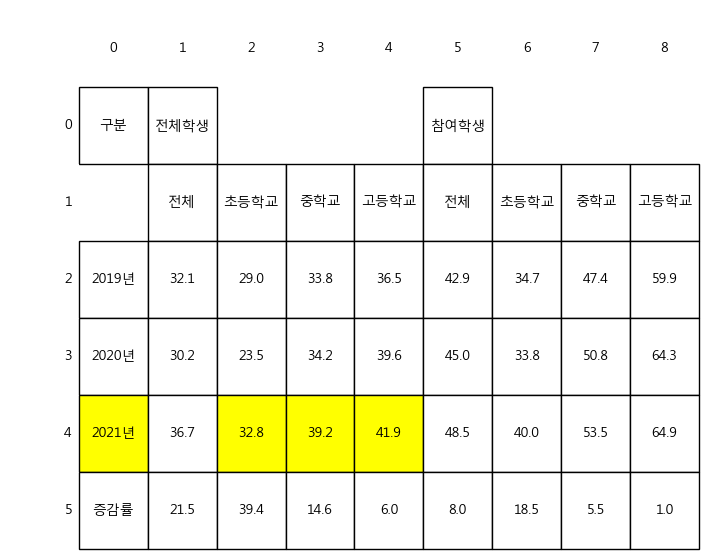 0 1 2 3 4 5 6 7 8
0 구분 전체학생 참여학생
1 전체 초등학교 중학교 고등학교 전체 초등학교 중학교 고등학교
2 2019년 32.1 29.0 33.8 36.5 42.9 34.7 47.4 59.9
3 2020년 30.2 23.5 34.2 39.6 45.0 33.8 50.8 64.3
4 2021년 36.7 32.8 39.2 41.9 48.5 40.0 53.5 64.9
5 증감률 21.5 39.4 14.6 6.0 8.0 18.5 5.5 1.0